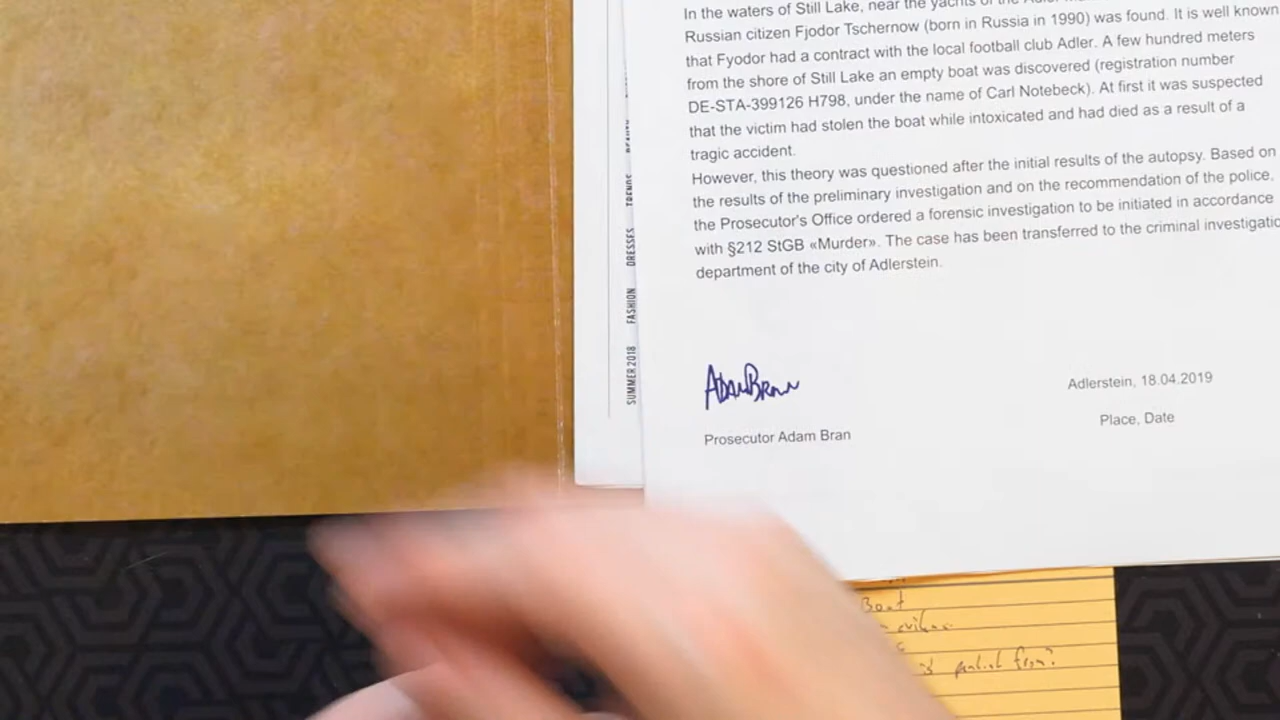 In the waters of Still Lake, near the yachts of the
Russian citizen Fjodor Tschernow (born in Russia in 1990) was found. It is well known
that Fyodor had a contract with the local football club Adler. A few hundred meters
from the shore of Still Lake an empty boat was discovered (registration number
DE-STA-399126 H798, under the name of Carl Notebeck). At first it was suspected
that the victim had stolen the boat while intoxicated and had died as a result of a
tragic accident.
However, this theory was questioned after the initial results of the autopsy. Based on
the results of the preliminary investigation and on the recommendation of the police,
the Prosecutor's Office ordered a forensic investigation to be initiated in accordance
with §212 StGB «Murder». The case has been transferred to the criminal investigatio
department of the city of Adlerstein.
Adam Bran
Prosecutor Adam Bran
Adlerstein, 18.04.2019
Place, Date
SUMMER 2018 FASHION DRESSES TRENDS
Boat
from?